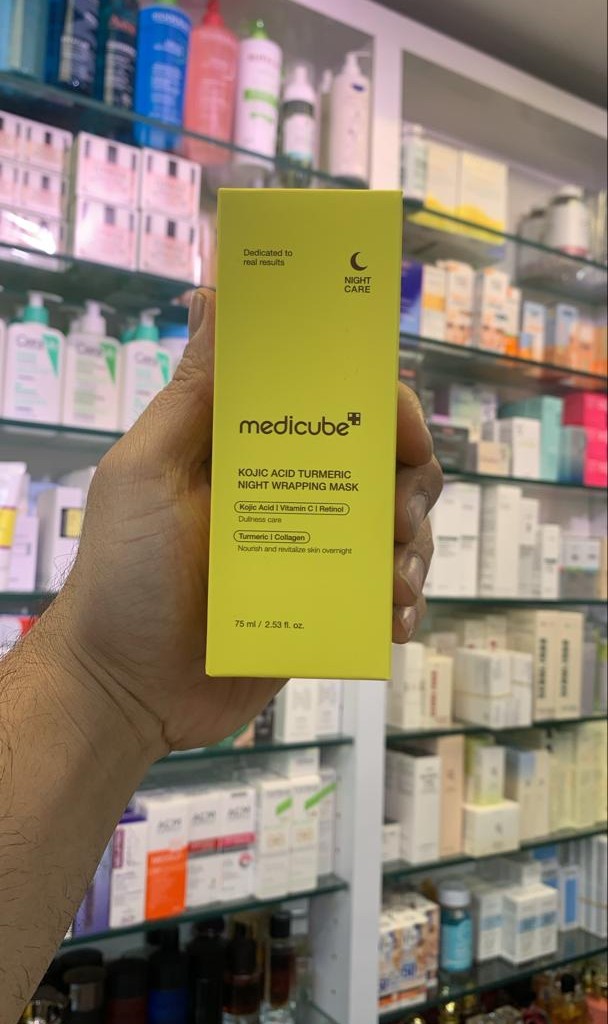 Dedicated to
real results
NIGHT
CARE
medicube
KOJIC ACID TURMERIC
NIGHT WRAPPING MASK
Kojic Acid | Vitamin C | Retinol
Dullness care
Turmeric | Collagen
Nourish and revitalize skin overnight
75 ml / 2.53 fl. oz.